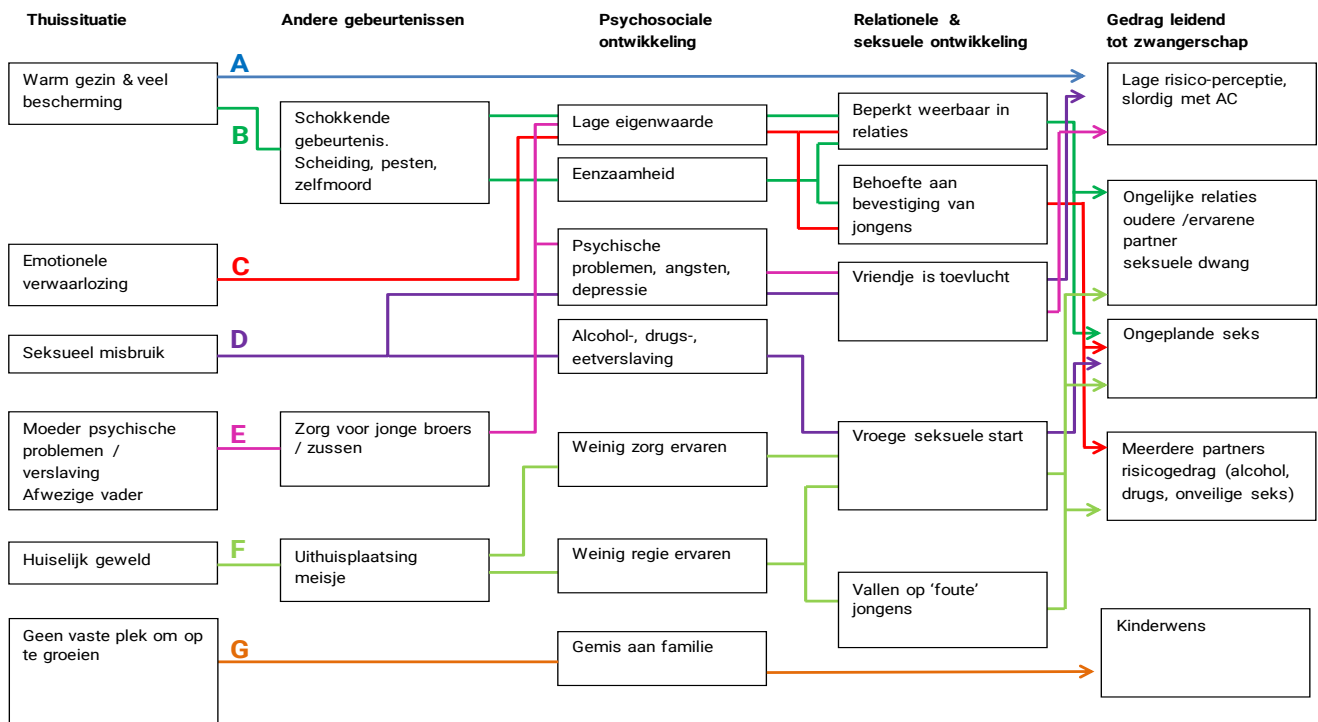 Thuissituatie
Andere gebeurtenissen
Psychosociale
ontwikkeling
Relationele &
seksuele ontwikkeling
Gedrag leidend
tot zwangerschap
Warm gezin & veel
bescherming
A
B
Schokkende
gebeurtenis.
Scheiding, pesten,
zelfmoord
Lage eigenwaarde
Eenzaamheid
Beperkt weerbaar in
relaties
Behoefte aan
bevestiging van
jongens
Lage risico-perceptie,
slordig met AC
Ongelijke relaties
oudere /ervarene
partner
seksuele dwang
Emotionele
verwaarlozing
C
Psychische
problemen, angsten,
depressie
Vriendje is toevlucht
Seksueel misbruik
D
Alcohol-, drugs-,
eetverslaving
Ongeplande seks
Moeder psychische
problemen /
verslaving
Afwezige vader
E
Zorg voor jonge broers
/ zussen
Weinig zorg ervaren
Vroege seksuele start
Meerdere partners
risicogedrag (alcohol,
drugs, onveilige seks)
Huiselijk geweld
F
Uithuisplaatsing
meisje
Weinig regie ervaren
Vallen op ‘foute’
jongens
Geen vaste plek om op
te groeien
G
Gemis aan familie
Kinderwens